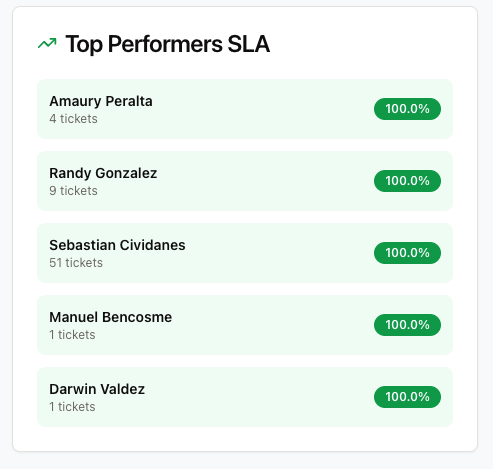 Top Performers SLA
Amaury Peralta
4 tickets
100.0%
Randy Gonzalez
9 tickets
100.0%
Sebastian Cividanes
51 tickets
100.0%
Manuel Bencosme
1 tickets
100.0%
Darwin Valdez
1 tickets
100.0%